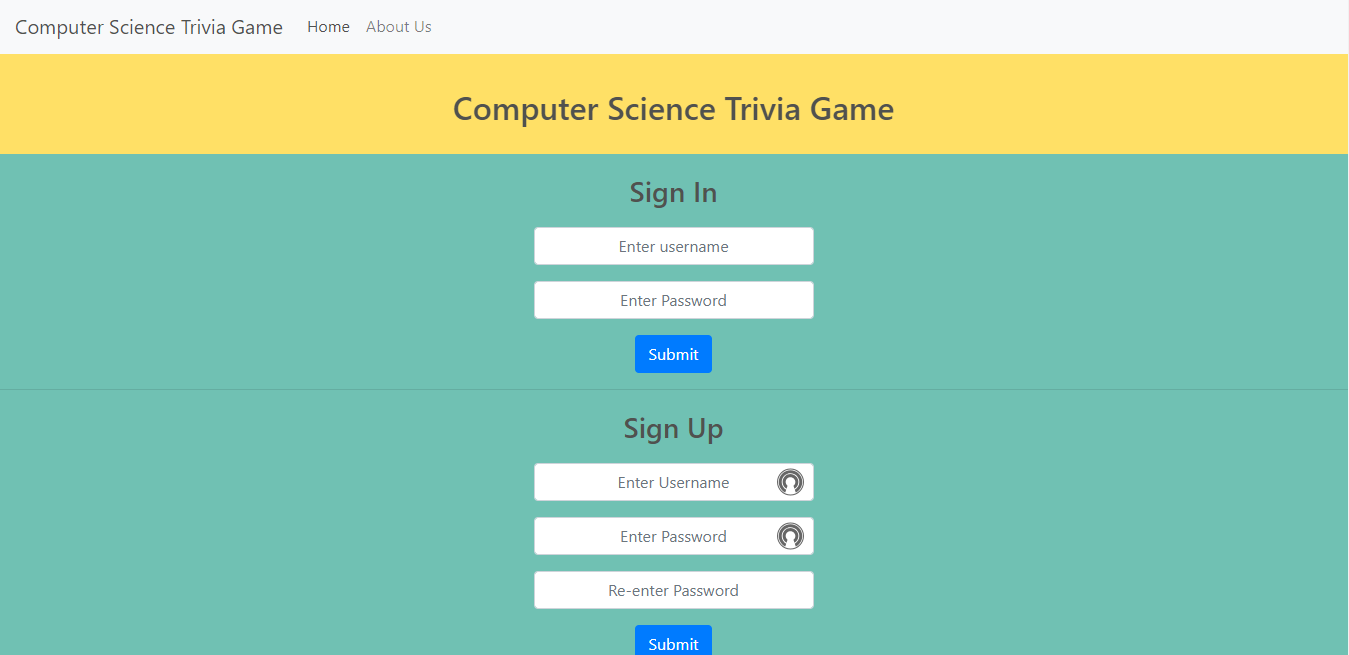 Computer Science Trivia Game Home About Us
Computer Science Trivia Game
Sign In
Enter username
Enter Password
Submit
Sign Up
Enter Username
Enter Password
Re-enter Password
Submit